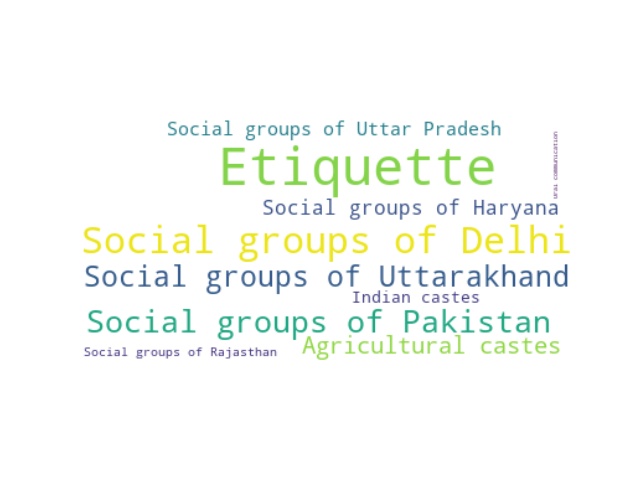 Social groups of Uttar Pradesh
Etiquette
Social groups of Haryana
Social groups of Delhi
Social groups of Uttarakhand
Indian castes
Social groups of Pakistan
Agricultural castes
Social groups of Rajasthan
communication